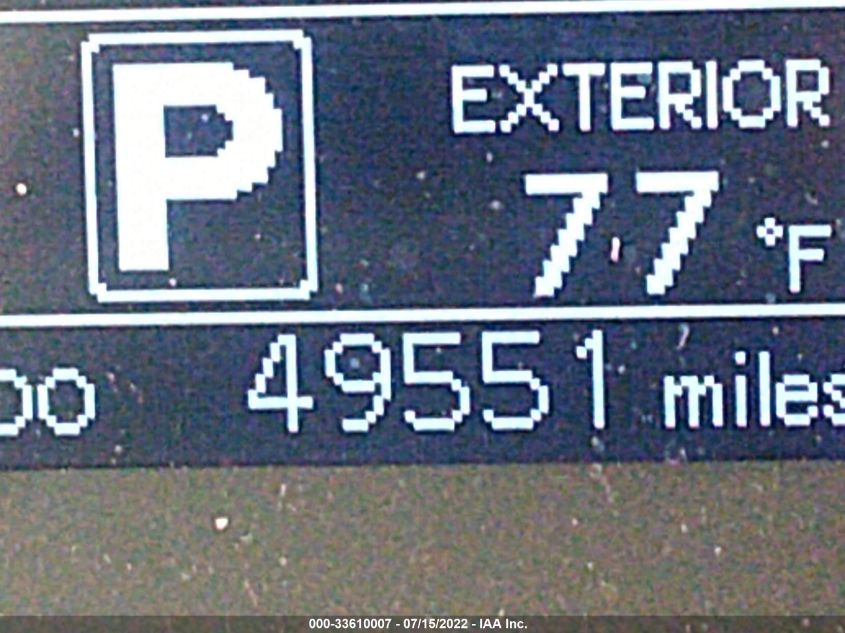 P
EXTERIOR
77 °F
49551 miles
000-33610007 - 07/15/2022 - IAA Inc.